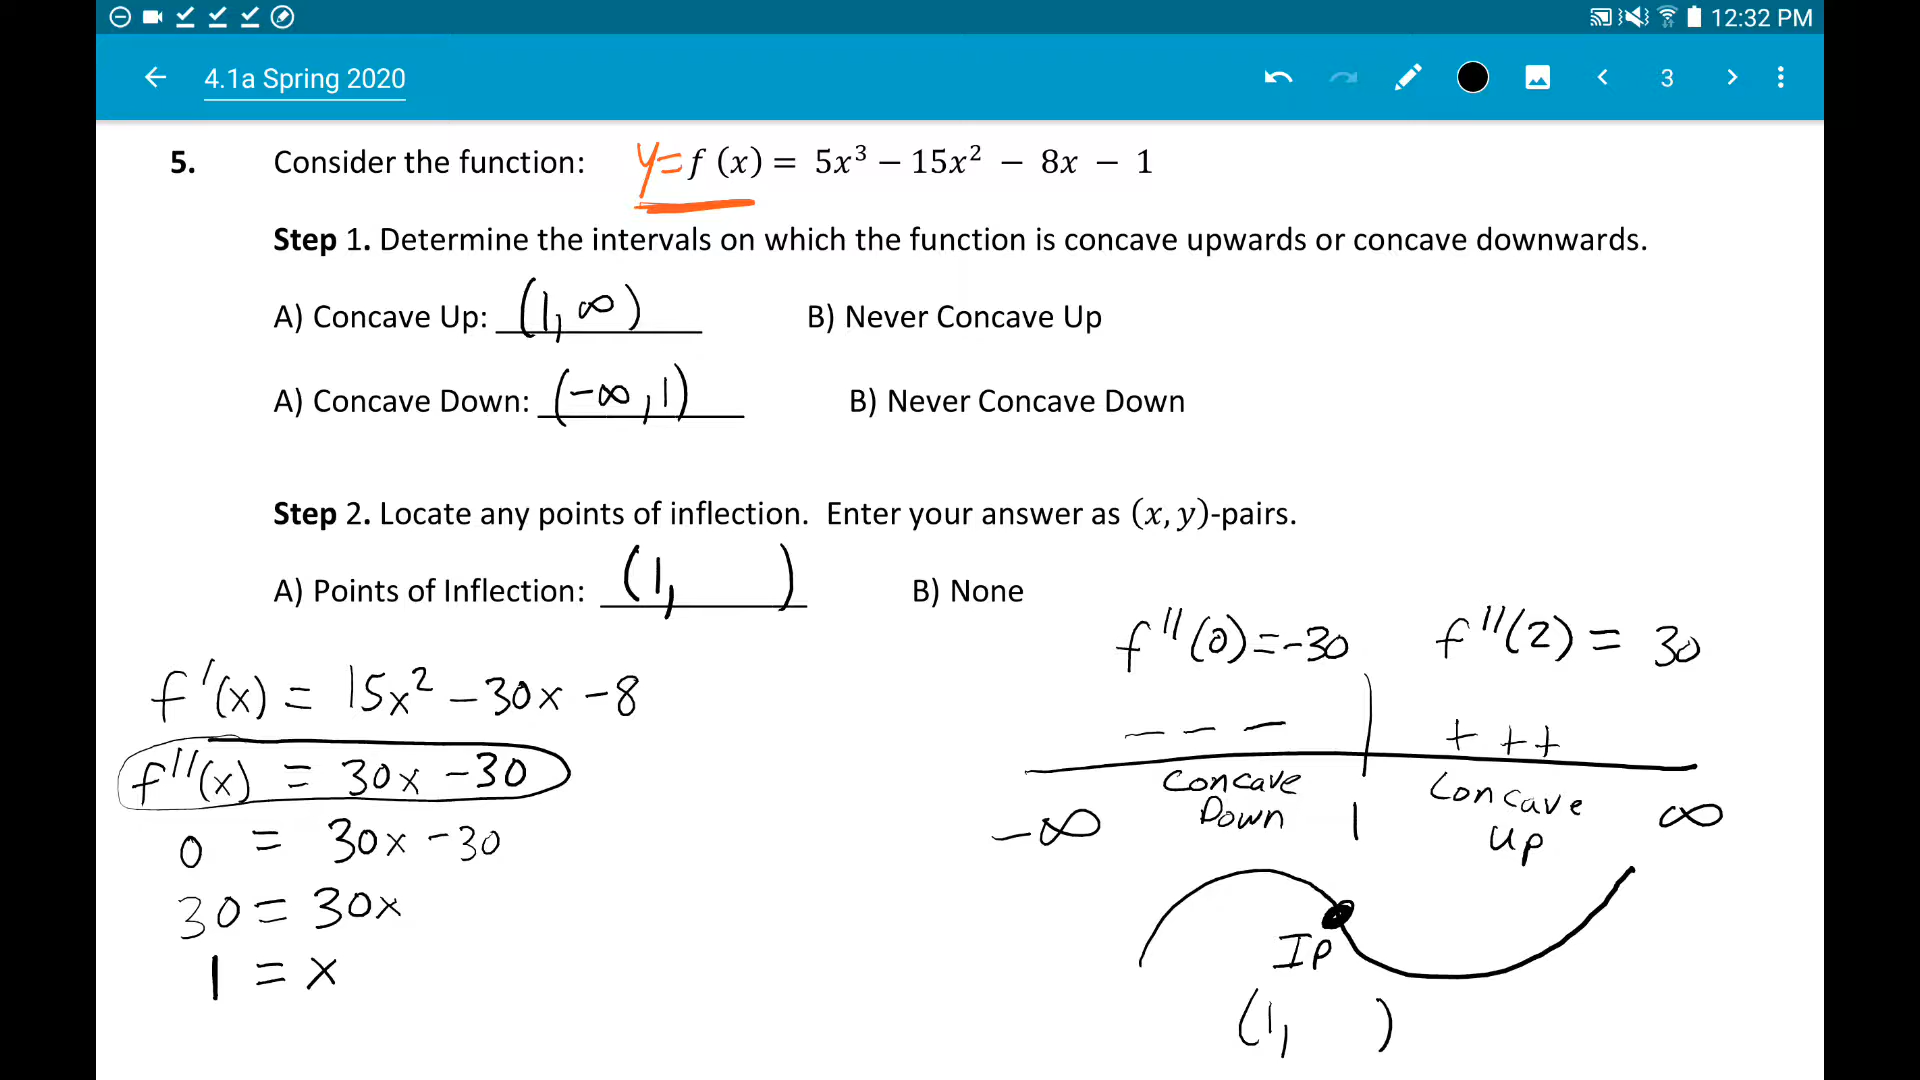 12:32 PM
4.1a Spring 2020
3
5. Consider the function: y= f (x) = 5x³ − 15x² − 8x − 1
Step 1. Determine the intervals on which the function is concave upwards or concave downwards.
A) Concave Up: (1, ∞) B) Never Concave Up
A) Concave Down: (-∞, 1) B) Never Concave Down
Step 2. Locate any points of inflection. Enter your answer as (x, y)-pairs.
A) Points of Inflection: (1, ) B) None
f''(0) = -30 f''(2) = 30
f'(x) = 15x² - 30x - 8
- - - + + +
f''(x) = 30x - 30
Concave Down Concave Up
-∞ 1 ∞
0 = 30x - 30
30 = 30x
1 = x
IP
(1, )